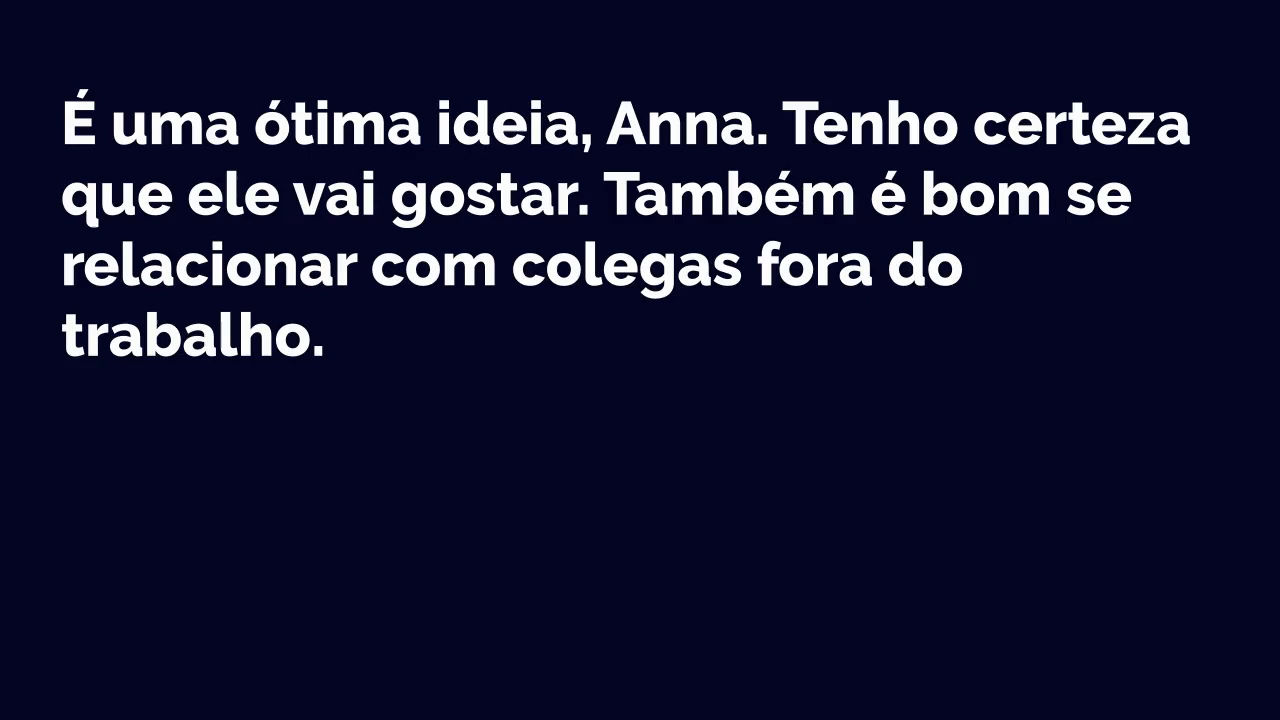 É uma ótima ideia, Anna. Tenho certeza
que ele vai gostar. Também é bom se
relacionar com colegas fora do
trabalho.